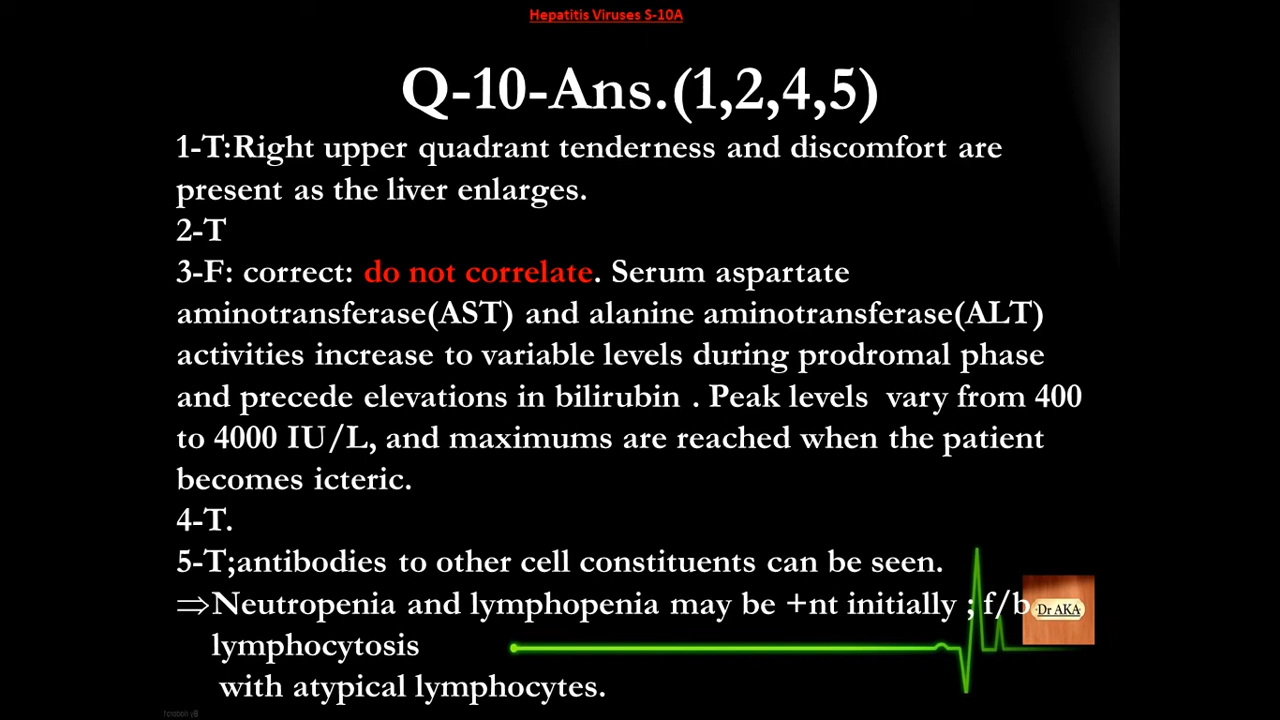 Hepatitis Viruses S-10A
Q-10-Ans.(1,2,4,5)
1-T:Right upper quadrant tenderness and discomfort are
present as the liver enlarges.
2-T
3-F: correct: do not correlate. Serum aspartate
aminotransferase(AST) and alanine aminotransferase(ALT)
activities increase to variable levels during prodromal phase
and precede elevations in bilirubin . Peak levels  vary from 400
to 4000 IU/L, and maximums are reached when the patient
becomes icteric.
4-T.
5-T;antibodies to other cell constituents can be seen.
⇒Neutropenia and lymphopenia may be +nt initially ; f/b
Dr AKA
lymphocytosis
with atypical lymphocytes.